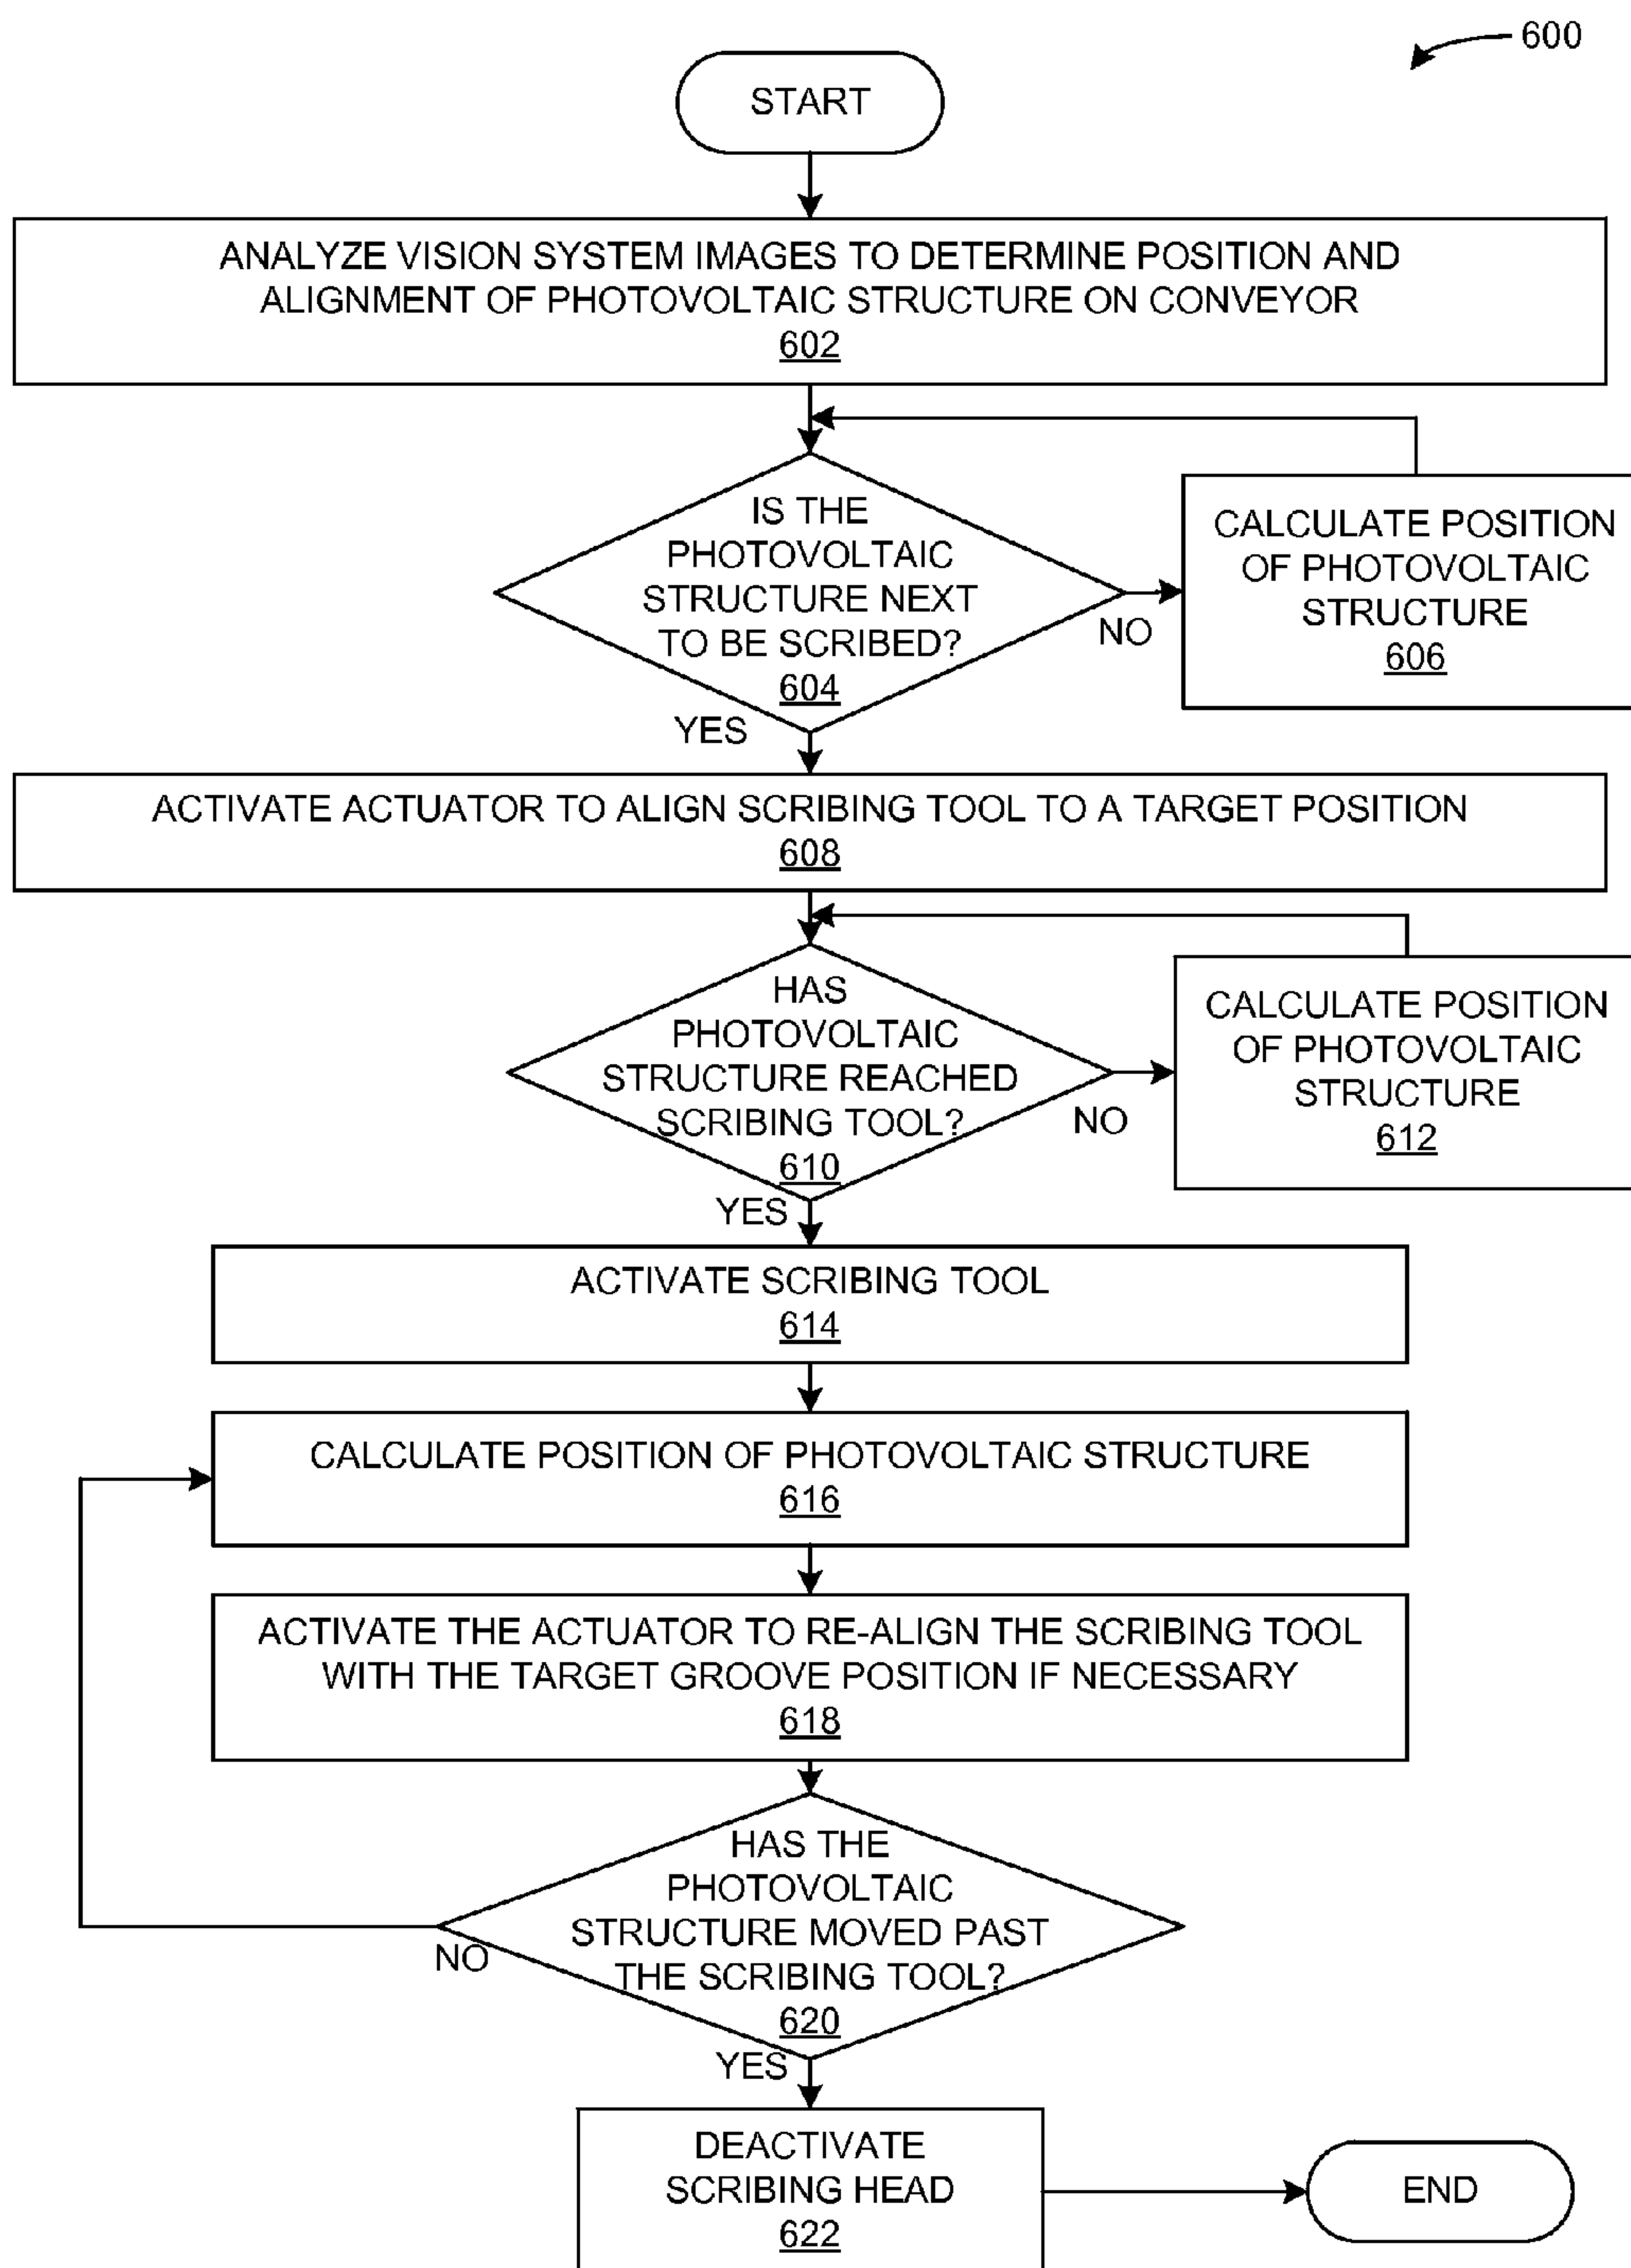 600
START
ANALYZE VISION SYSTEM IMAGES TO DETERMINE POSITION AND
ALIGNMENT OF PHOTOVOLTAIC STRUCTURE ON CONVEYOR
602
IS THE
PHOTOVOLTAIC
STRUCTURE NEXT
TO BE SCRIBED?
604
NO
CALCULATE POSITION
OF PHOTOVOLTAIC
STRUCTURE
606
YES
ACTIVATE ACTUATOR TO ALIGN SCRIBING TOOL TO A TARGET POSITION
608
HAS
PHOTOVOLTAIC
STRUCTURE REACHED
SCRIBING TOOL?
610
NO
CALCULATE POSITION
OF PHOTOVOLTAIC
STRUCTURE
612
YES
ACTIVATE SCRIBING TOOL
614
CALCULATE POSITION OF PHOTOVOLTAIC STRUCTURE
616
ACTIVATE THE ACTUATOR TO RE-ALIGN THE SCRIBING TOOL
WITH THE TARGET GROOVE POSITION IF NECESSARY
618
HAS THE
PHOTOVOLTAIC
STRUCTURE MOVED PAST
THE SCRIBING TOOL?
620
NO
YES
DEACTIVATE
SCRIBING HEAD
622
END